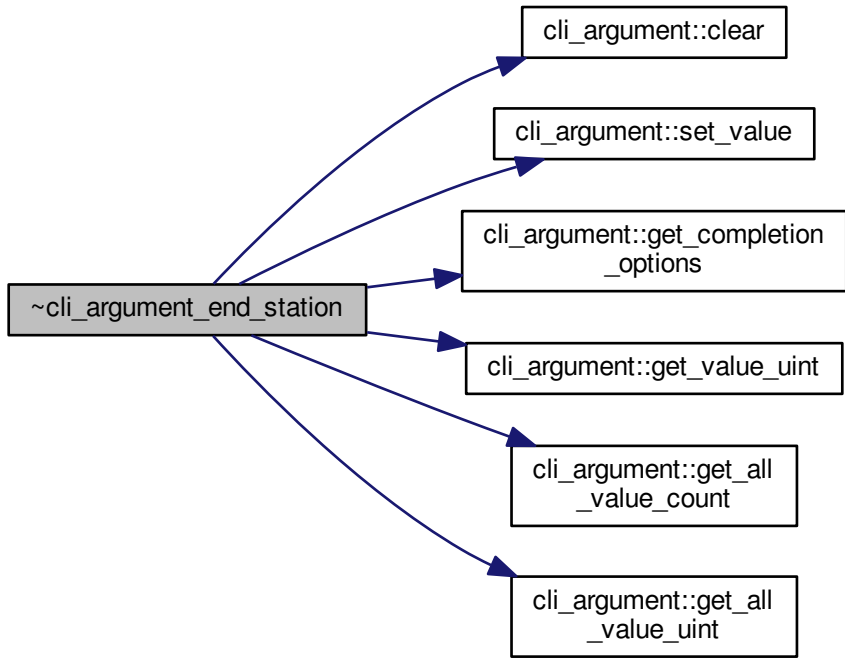 cli_argument::clear
cli_argument::set_value
cli_argument::get_completion
_options
~cli_argument_end_station
cli_argument::get_value_uint
cli_argument::get_all
_value_count
cli_argument::get_all
_value_uint